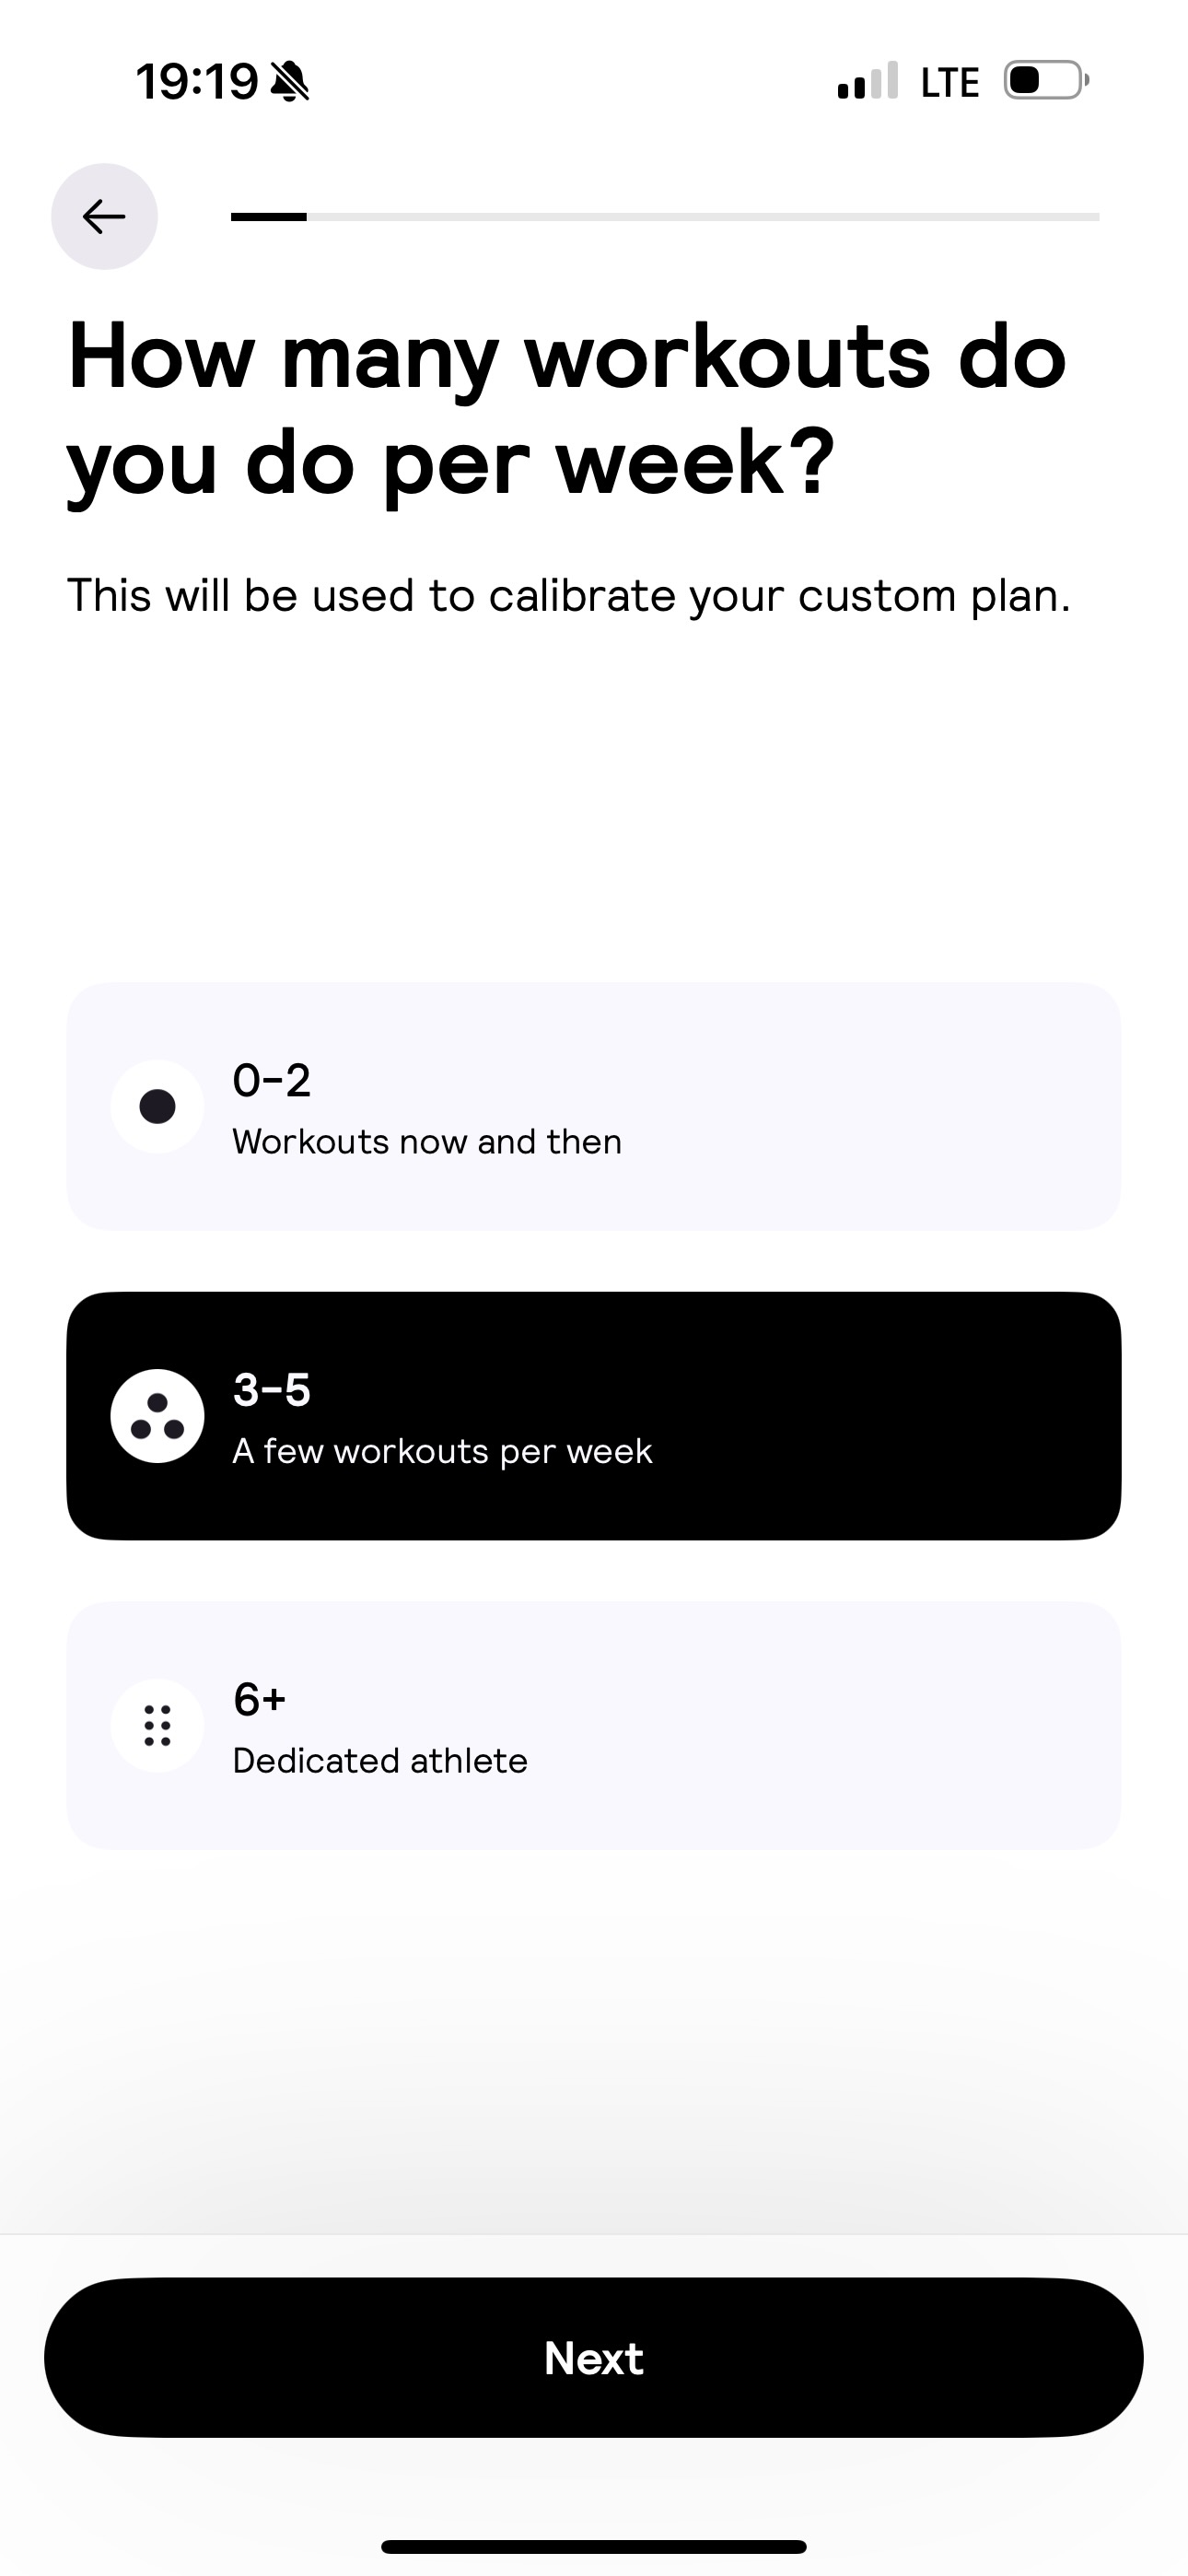 19:19
LTE
How many workouts do
you do per week?
This will be used to calibrate your custom plan.
0-2
Workouts now and then
3-5
A few workouts per week
6+
Dedicated athlete
Next